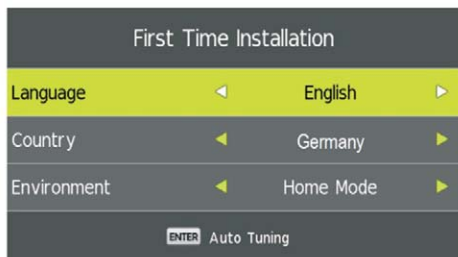 First Time Installation
Language English
Country Germany
Environment Home Mode
ENTER Auto Tuning